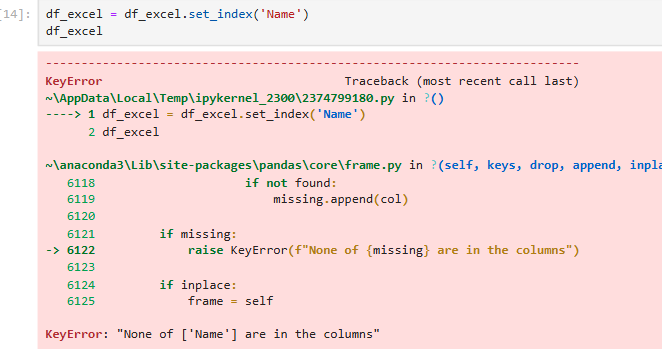 [14]: df_excel = df_excel.set_index('Name')
df_excel
---------------------------------------------------------------------------
KeyError                                  Traceback (most recent call last)
~\AppData\Local\Temp\ipykernel_2300\2374799180.py in ?()
----> 1 df_excel = df_excel.set_index('Name')
      2 df_excel
~\anaconda3\Lib\site-packages\pandas\core\frame.py in ?(self, keys, drop, append, inpla
   6118                     if not found:
   6119                         missing.append(col)
   6120
   6121         if missing:
-> 6122             raise KeyError(f"None of {missing} are in the columns")
   6123
   6124         if inplace:
   6125             frame = self
KeyError: "None of ['Name'] are in the columns"